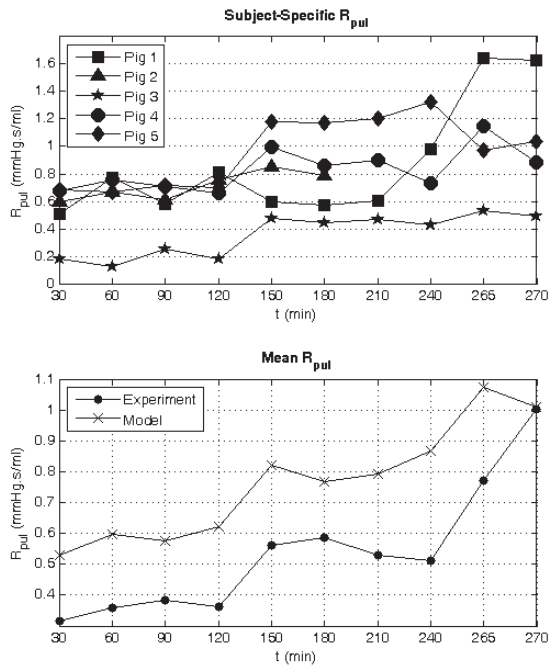 Subject-Specific R_pul
R_pul (mmHg.s/ml)
1.6
1.4
1.2
1
0.8
0.6
0.4
0.2
0
Pig 1
Pig 2
Pig 3
Pig 4
Pig 5
30 60 90 120 150 180 210 240 265 270
t (min)
Mean R_pul
R_pul (mmHg.s/ml)
1.1
1
0.9
0.8
0.7
0.6
0.5
0.4
Experiment
Model
30 60 90 120 150 180 210 240 265 270
t (min)